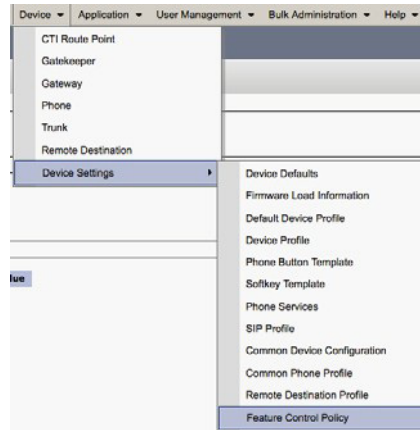 Device Application User Management Bulk Administration Help
CTI Route Point
Gatekeeper
Gateway
Phone
Trunk
Remote Destination
Device Settings
Device Defaults
Firmware Load Information
Default Device Profile
Device Profile
Phone Button Template
Softkey Template
Phone Services
SIP Profile
Common Device Configuration
Common Phone Profile
Remote Destination Profile
Feature Control Policy
lue